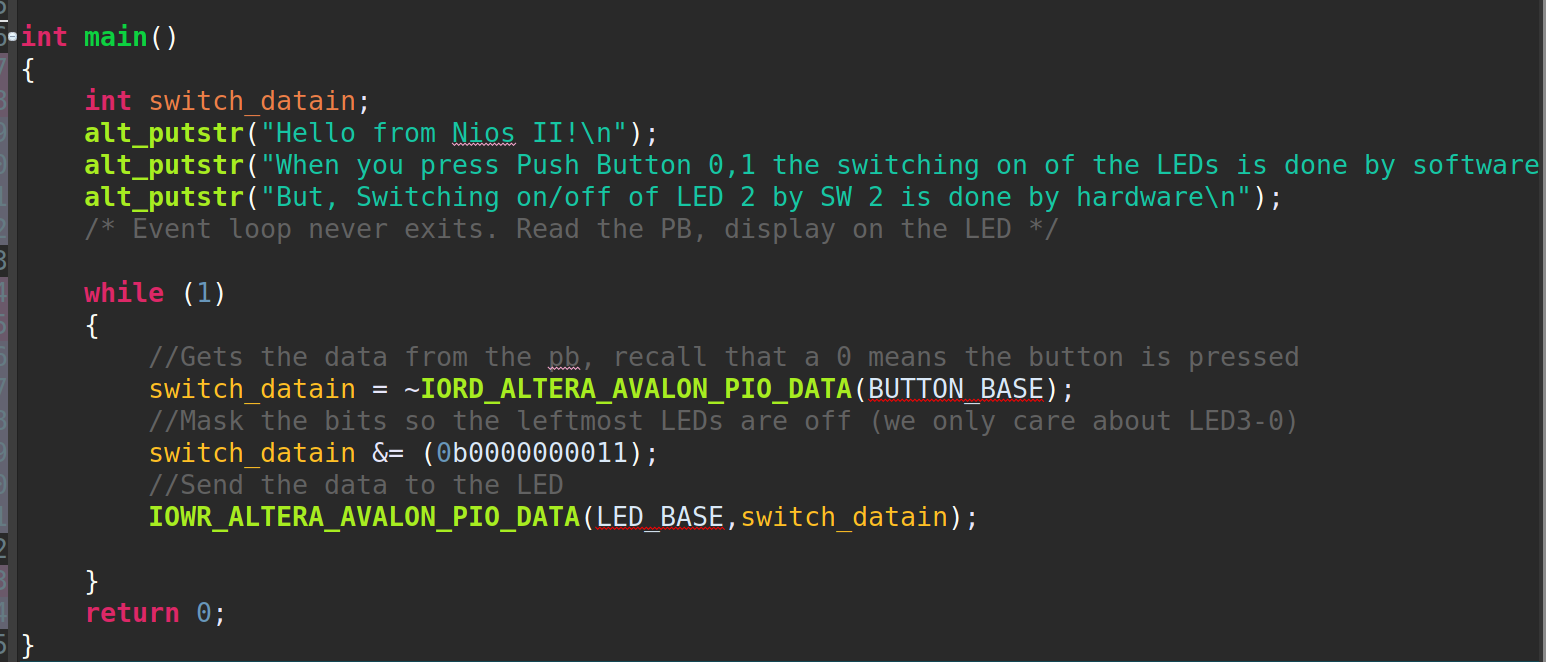 int main()
{
int switch_datain;
alt_putstr("Hello from Nios II!\n");
alt_putstr("When you press Push Button 0,1 the switching on of the LEDs is done by software
alt_putstr("But, Switching on/off of LED 2 by SW 2 is done by hardware\n");
/* Event loop never exits. Read the PB, display on the LED */
while (1)
{
//Gets the data from the pb, recall that a 0 means the button is pressed
switch_datain = ~IORD_ALTERA_AVALON_PIO_DATA(BUTTON_BASE);
//Mask the bits so the leftmost LEDs are off (we only care about LED3-0)
switch_datain &= (0b0000000011);
//Send the data to the LED
IOWR_ALTERA_AVALON_PIO_DATA(LED_BASE,switch_datain);
}
return 0;
}